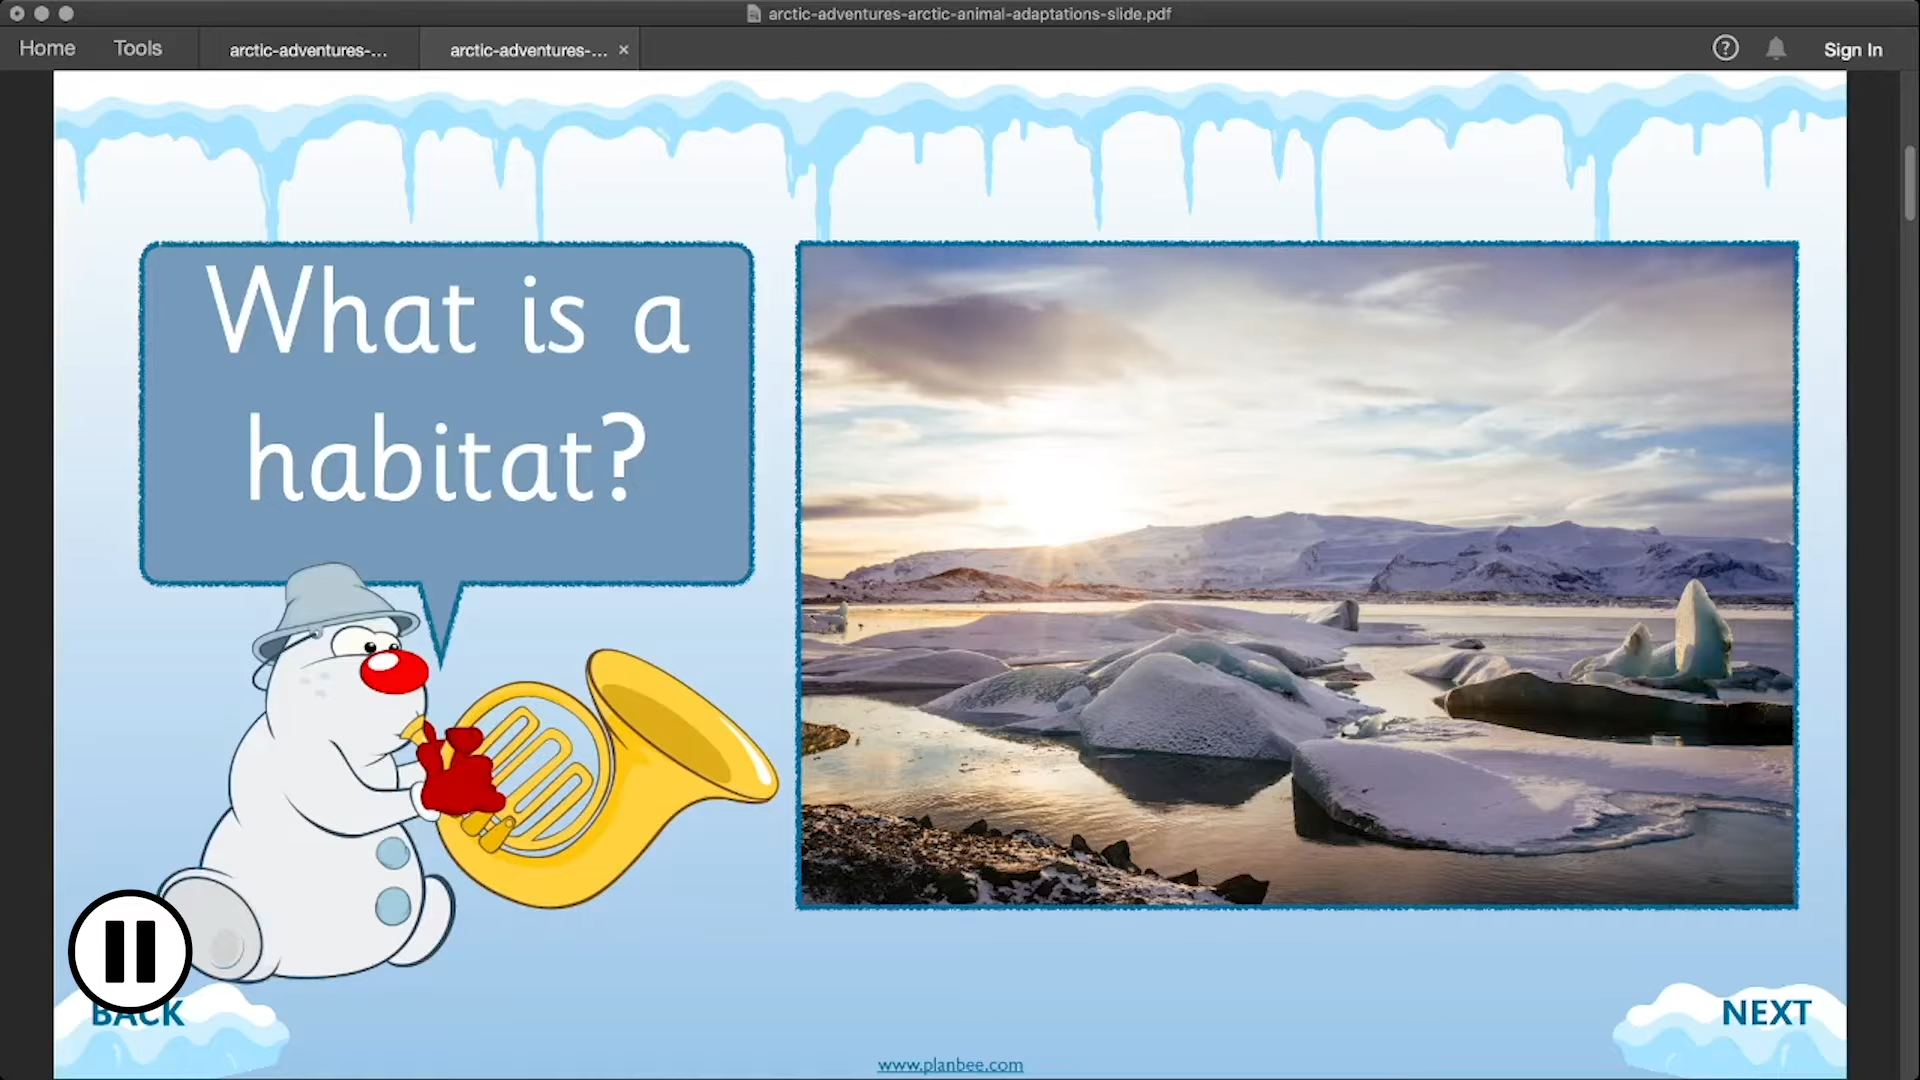 arctic-adventures-arctic-animal-adaptations-slide.pdf
Home
Tools
arctic-adventures-...
arctic-adventures-...
Sign In
What is a
habitat?
BACK
NEXT
www.planbee.com